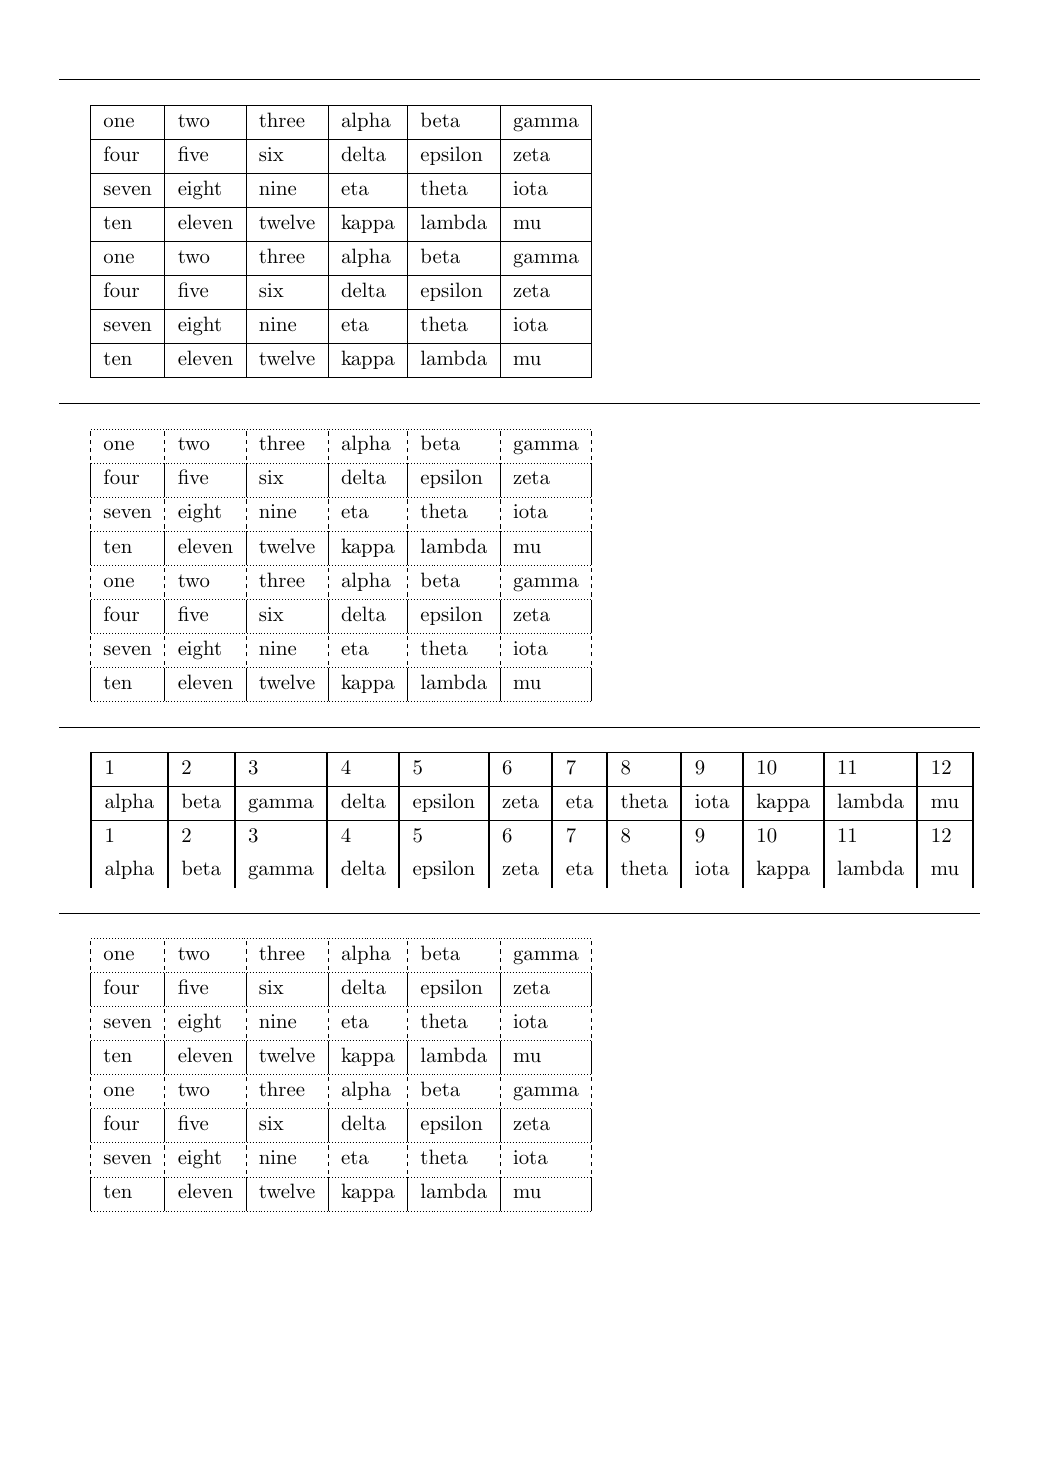 one two three alpha beta gamma
four five six delta epsilon zeta
seven eight nine eta theta iota
ten eleven twelve kappa lambda mu
one two three alpha beta gamma
four five six delta epsilon zeta
seven eight nine eta theta iota
ten eleven twelve kappa lambda mu
one two three alpha beta gamma
four five six delta epsilon zeta
seven eight nine eta theta iota
ten eleven twelve kappa lambda mu
one two three alpha beta gamma
four five six delta epsilon zeta
seven eight nine eta theta iota
ten eleven twelve kappa lambda mu
1 2 3 4 5 6 7 8 9 10 11 12
alpha beta gamma delta epsilon zeta eta theta iota kappa lambda mu
1 2 3 4 5 6 7 8 9 10 11 12
alpha beta gamma delta epsilon zeta eta theta iota kappa lambda mu
one two three alpha beta gamma
four five six delta epsilon zeta
seven eight nine eta theta iota
ten eleven twelve kappa lambda mu
one two three alpha beta gamma
four five six delta epsilon zeta
seven eight nine eta theta iota
ten eleven twelve kappa lambda mu